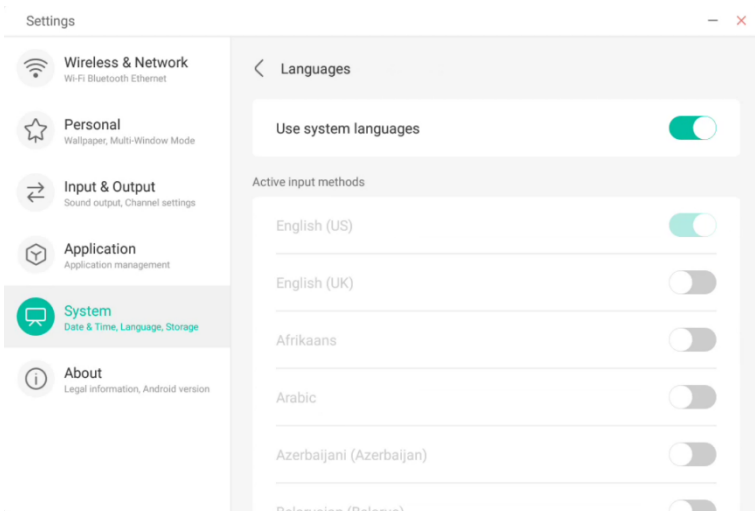 Settings
Wireless & Network
Wi-Fi Bluetooth Ethernet
Personal
Wallpaper, Multi-Window Mode
Input & Output
Sound output, Channel settings
Application
Application management
System
Date & Time, Language, Storage
About
Legal information, Android version
Languages
Use system languages
Active input methods
English (US)
English (UK)
Afrikaans
Arabic
Azerbaijani (Azerbaijan)